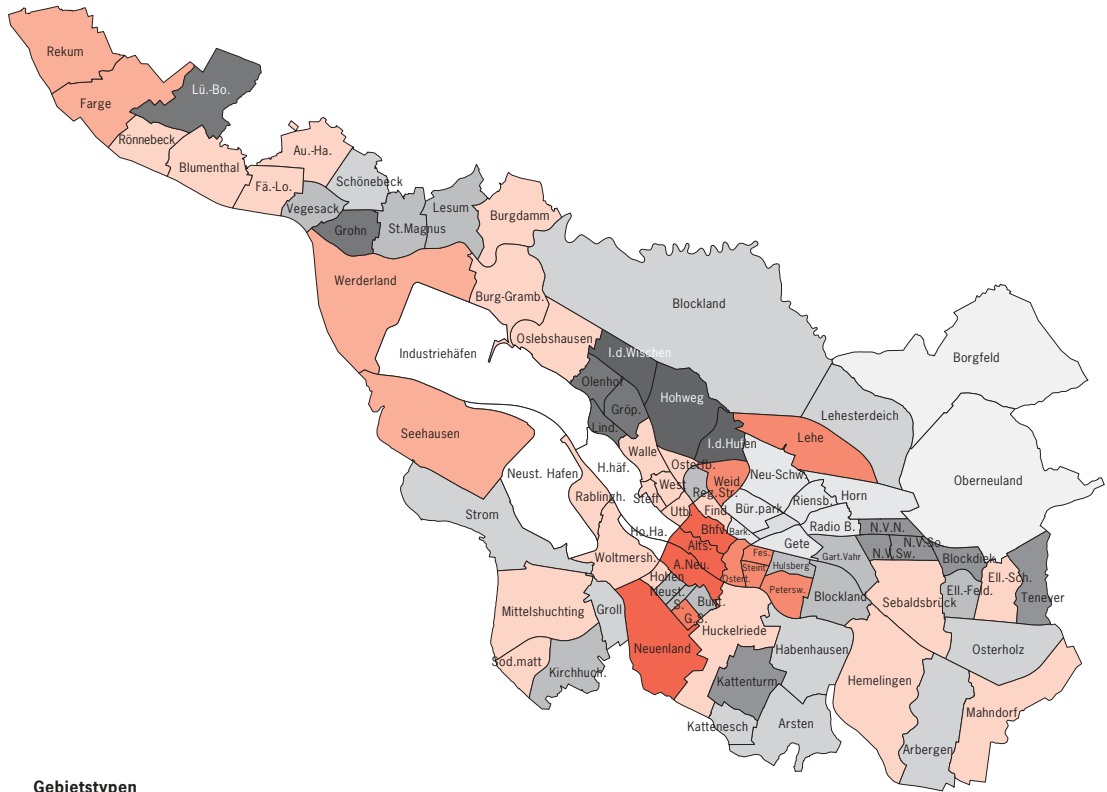 Rekum
Lü.-Bo.
Farge
Rönnebeck
Au.-Ha.
Blumenthal
Schönebeck
Fä.-Lo.
Vegesack
Lesum
Burgdamm
Grohn
St.Magnus
Werderland
Burg-Gramb.
Blockland
Oslebshausen
Industriehäfen
I.d.Wischen
Borgfeld
Olenhof
Hohweg
Gröp.
Lehesterdeich
Lind.
Seehausen
I.d.Hufen
Lehe
Walle
Osterfb.
Neust. Hafen
H.häf.
Neu-Schw.
Weid.
Oberneuland
West
Reg.Str.
Rablingh.
Steff
Riensb.
Horn
Utb.
Find.
Bür.park
Strom
Ho.Ha.
Bhfv.
Bark.
Radio B.
N.V.N.
Alts.
Gete
N.V.So.
Fes.
Gart.Vahr
N.V.Sw.
Woltmersh.
A.Neu.
Steint
Hulsberg
Blockdiek
Hohen
Ostert.
Ell.-Sch.
Neust.
Petersw.
Blockland
Ell.-Feld.
Tenever
S.
Bunt.
Sebaldsbrück
Mittelshuchting
Groll
G.S.
Huckelriede
Neuenland
Habenhausen
Osterholz
Sod.matt
Kirchhuch.
Kattenturm
Hemelingen
Mahndorf
Kattenesch
Arsten
Arbergen
Gebietstypen